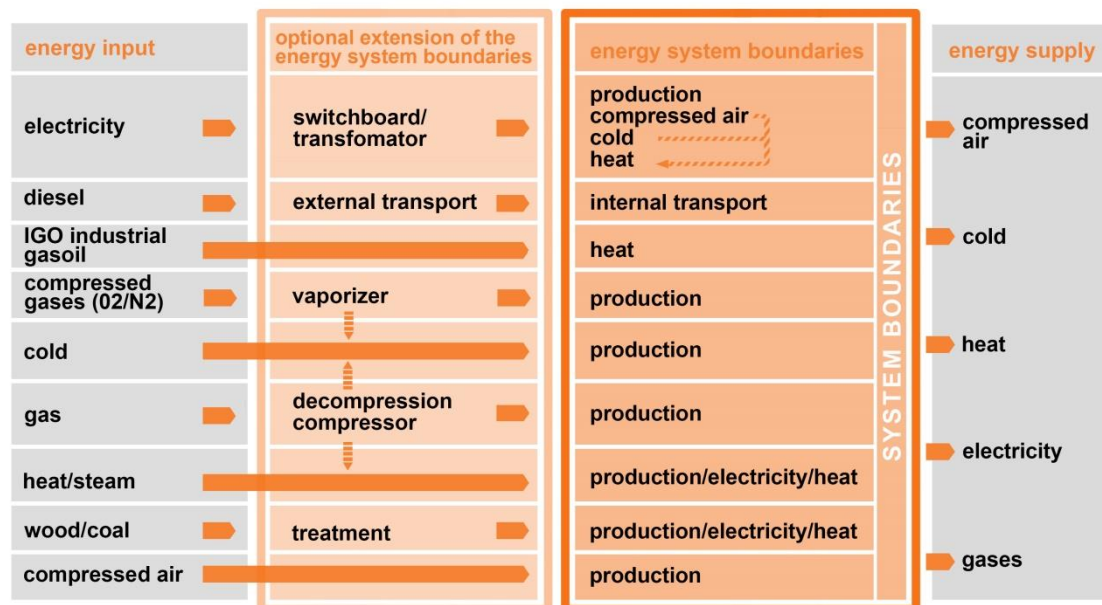 energy input
optional extension of the
energy system boundaries
energy system boundaries
energy supply
electricity
switchboard/
transfomator
production
compressed air
cold
heat
compressed
air
diesel
external transport
internal transport
IGO industrial
gasoil
heat
cold
compressed
gases (02/N2)
vaporizer
production
cold
production
heat
gas
decompression
compressor
production
heat/steam
production/electricity/heat
electricity
wood/coal
treatment
production/electricity/heat
compressed air
production
gases
SYSTEM BOUNDARIES